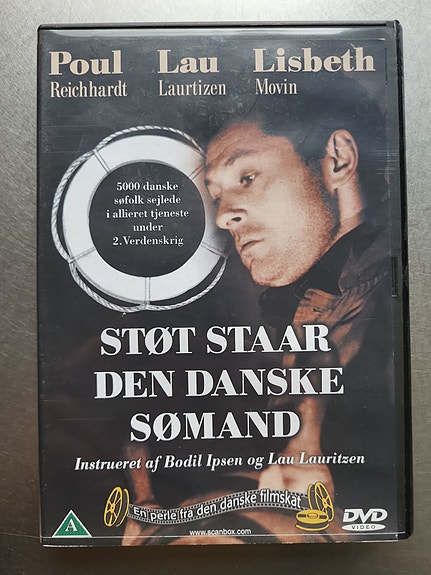 Poul Lau Lisbeth
Reichhardt Laurtizen Movin
5000 danske
søfolk sejlede
i allieret tjeneste
under
2. Verdenskrig
STØT STAAR
DEN DANSKE
SØMAND
Instrueret af Bodil Ipsen og Lau Lauritzen
En perle fra den danske filmskat
A
DVD
VIDEO
www.scanbox.com